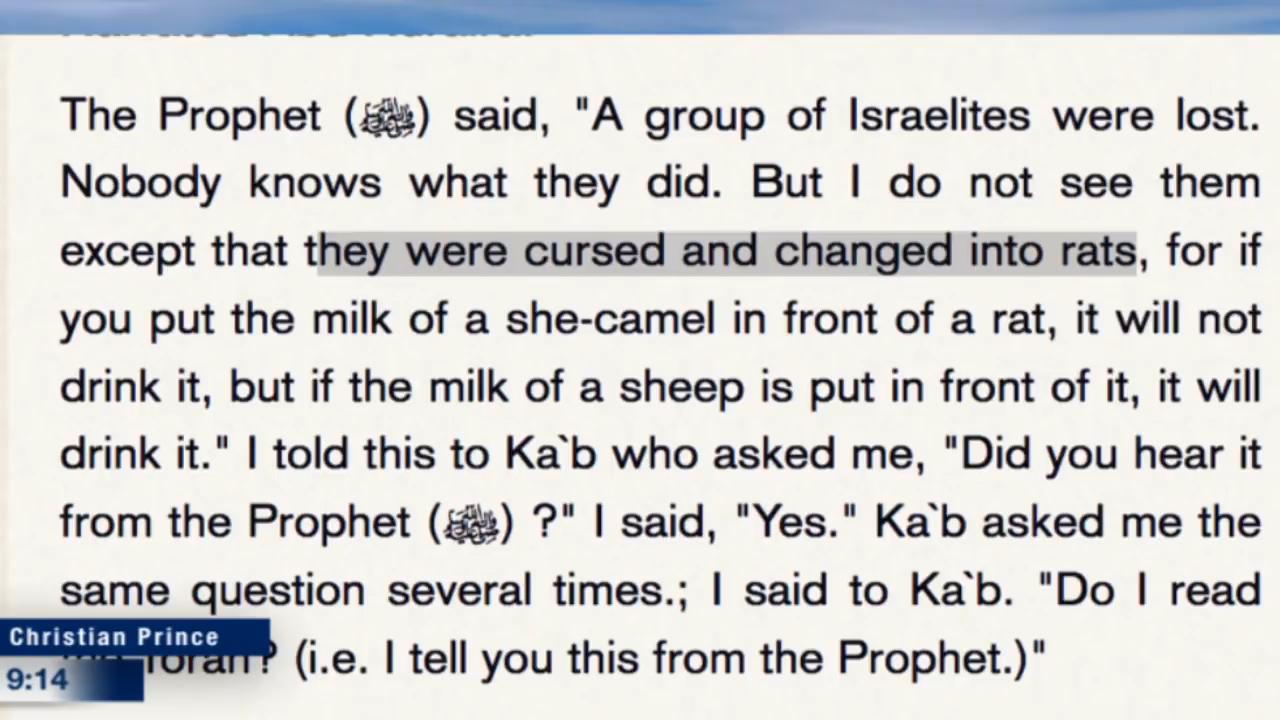 The Prophet (ﷺ) said, "A group of Israelites were lost.
Nobody knows what they did. But I do not see them
except that they were cursed and changed into rats, for if
you put the milk of a she-camel in front of a rat, it will not
drink it, but if the milk of a sheep is put in front of it, it will
drink it." I told this to Ka`b who asked me, "Did you hear it
from the Prophet (ﷺ) ?" I said, "Yes." Ka`b asked me the
same question several times.; I said to Ka`b. "Do I read
Torah? (i.e. I tell you this from the Prophet.)"
Christian Prince
9:14